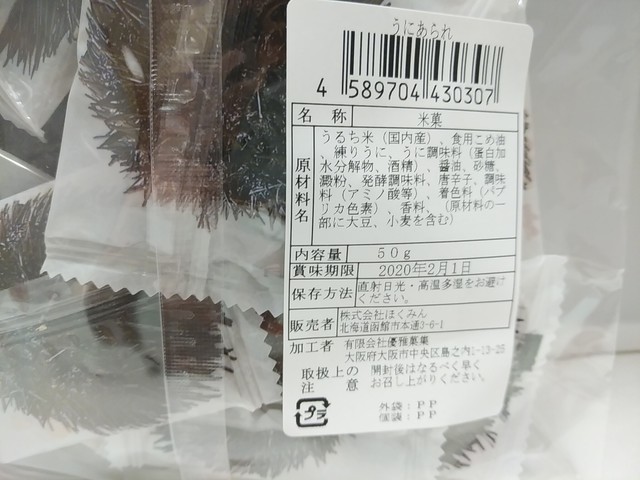 うにあられ
4 589704 430307
名称 米菓
原材料名 うるち米（国内産）、食用こめ油
、練りうに、うに調味料（蛋白加
水分解物、酒精）、醤油、砂糖、
澱粉、発酵調味料、唐辛子、調味
料（アミノ酸等）、着色料（パプ
リカ色素）、香料、（原材料の一
部に大豆、小麦を含む）
内容量 50g
賞味期限 2020年2月1日
保存方法 直射日光・高温多湿をお避け
ください。
販売者 株式会社ほくみん
北海道函館市本通3-6-1
加工者 有限会社優雅菓集
大阪府大阪市中央区島之内1-13-25
取扱上の 開封後はなるべく早く
注意 お召し上がりください。
プラ
外袋：PP
個袋：PP